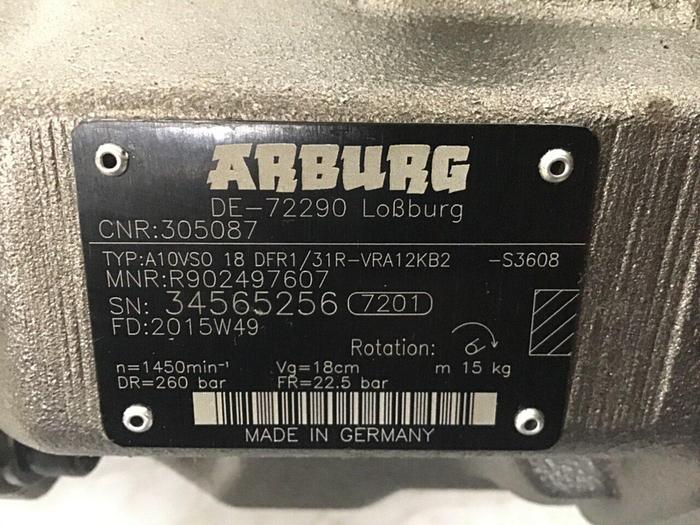 ARBURG
DE-72290 Loßburg
CNR:305087
TYP:A10VSO 18 DFR1/31R-VRA12KB2 -S3608
MNR:R902497607
SN: 34565256 7201
FD:2015W49
Rotation:
n=1450min⁻¹ Vg=18cm m 15 kg
DR=260 bar FR=22.5 bar
MADE IN GERMANY